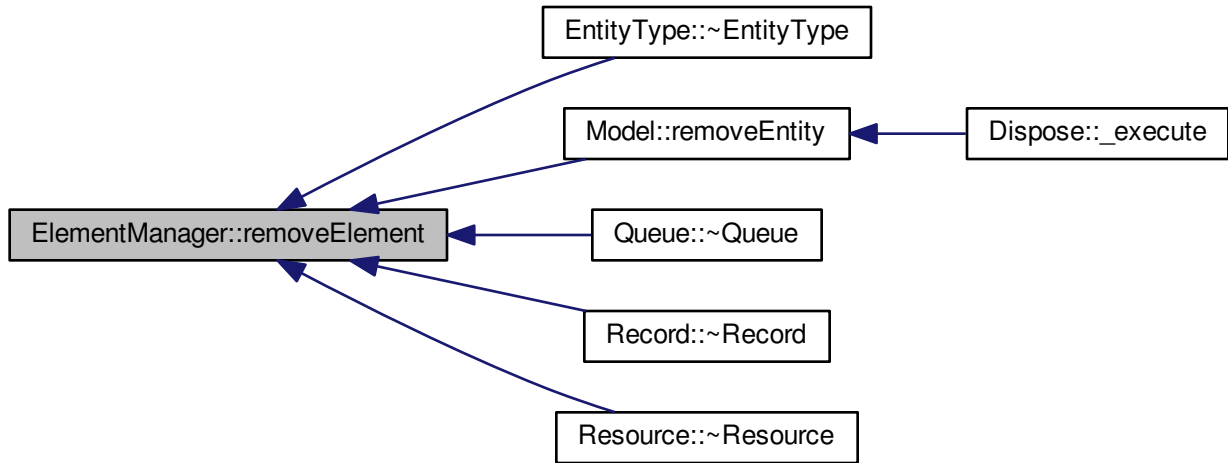 EntityType::~EntityType
Model::removeEntity
Dispose::_execute
ElementManager::removeElement
Queue::~Queue
Record::~Record
Resource::~Resource